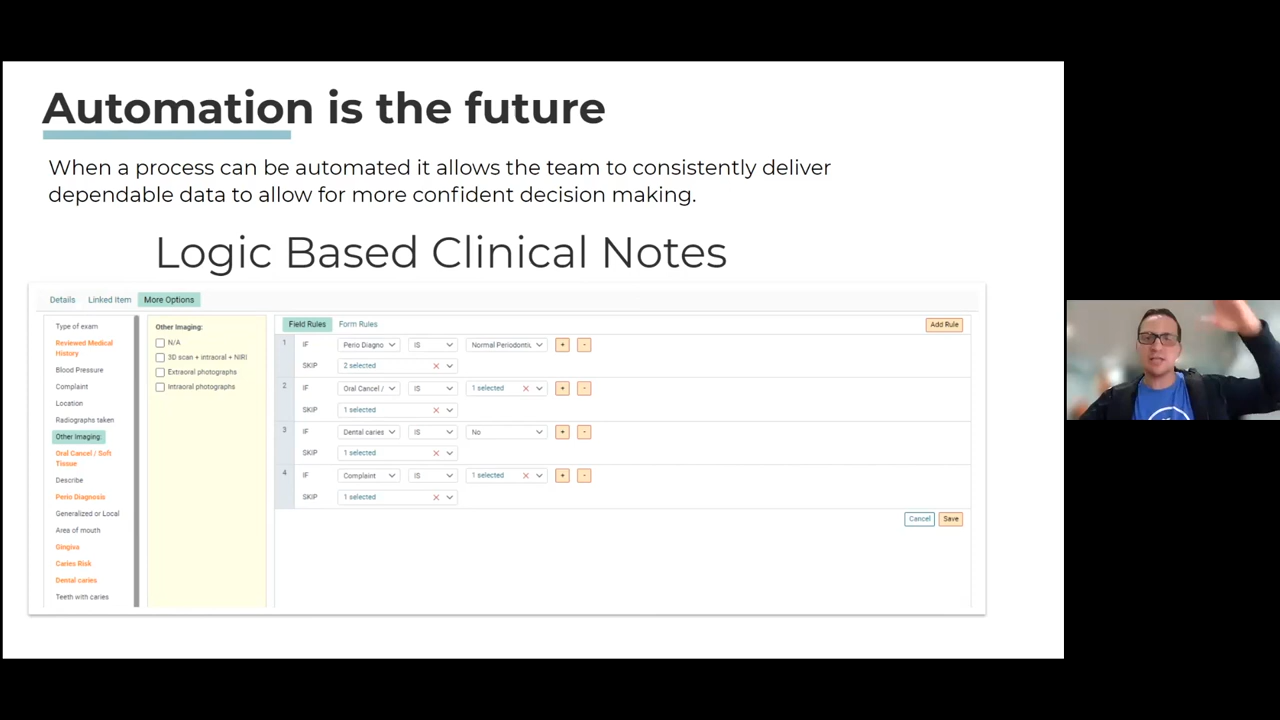 Automation is the future
When a process can be automated it allows the team to consistently deliver
dependable data to allow for more confident decision making.
Logic Based Clinical Notes
Details Linked Item More Options
Type of exam
Reviewed Medical
History
Blood Pressure
Complaint
Location
Radiographs taken
Other Imaging:
Oral Cancel / Soft
Tissue
Describe
Perio Diagnosis
Generalized or Local
Area of mouth
Gingiva
Caries Risk
Dental caries
Teeth with caries
Other Imaging:
N/A
3D scan + intraoral + NIRI
Extraoral photographs
Intraoral photographs
Field Rules Form Rules Add Rule
1 IF Perio Diagno IS Normal Periodontiu + -
SKIP 2 selected
2 IF Oral Cancel / IS 1 selected + -
SKIP 1 selected
3 IF Dental caries IS No + -
SKIP 1 selected
4 IF Complaint IS 1 selected + -
SKIP 1 selected
Cancel Save